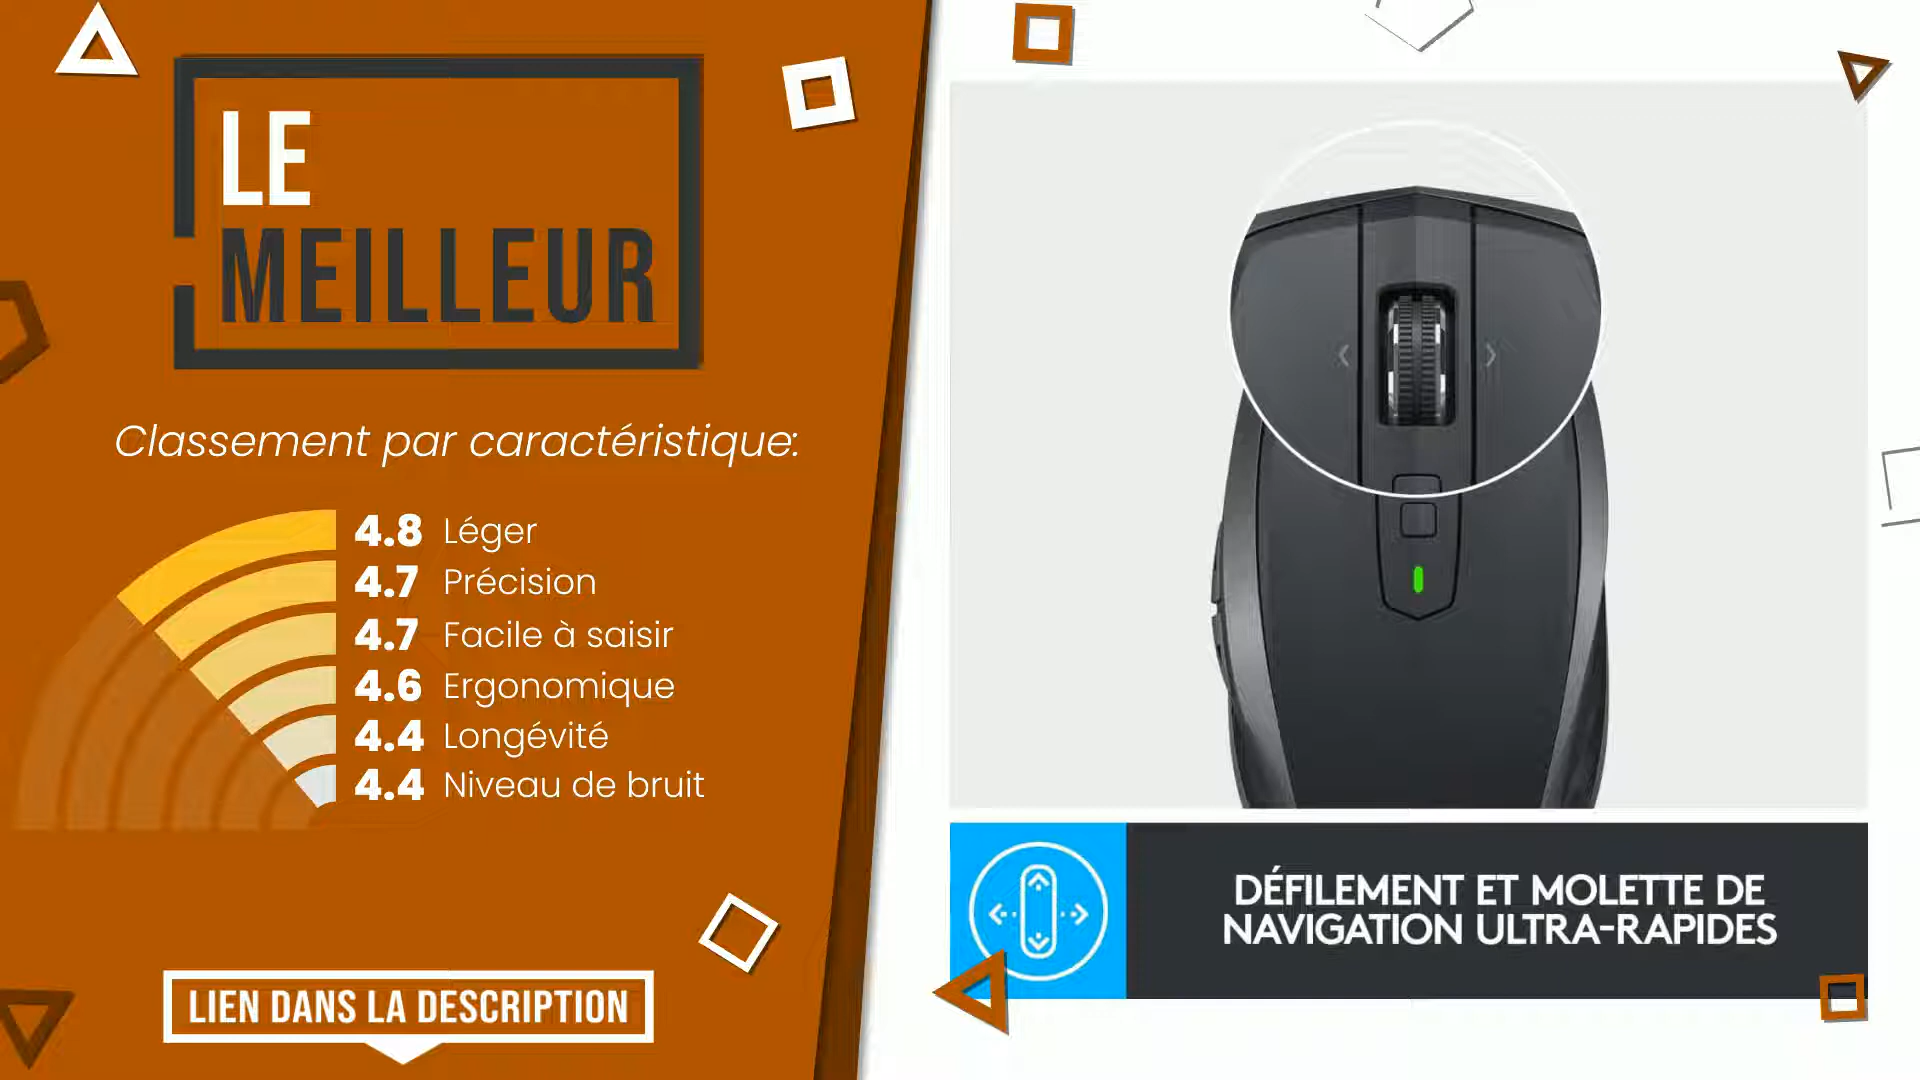 LE
MEILLEUR
Classement par caractéristique:
4.8 Léger
4.7 Précision
4.7 Facile à saisir
4.6 Ergonomique
4.4 Longévité
4.4 Niveau de bruit
LIEN DANS LA DESCRIPTION
DÉFILEMENT ET MOLETTE DE
NAVIGATION ULTRA-RAPIDES